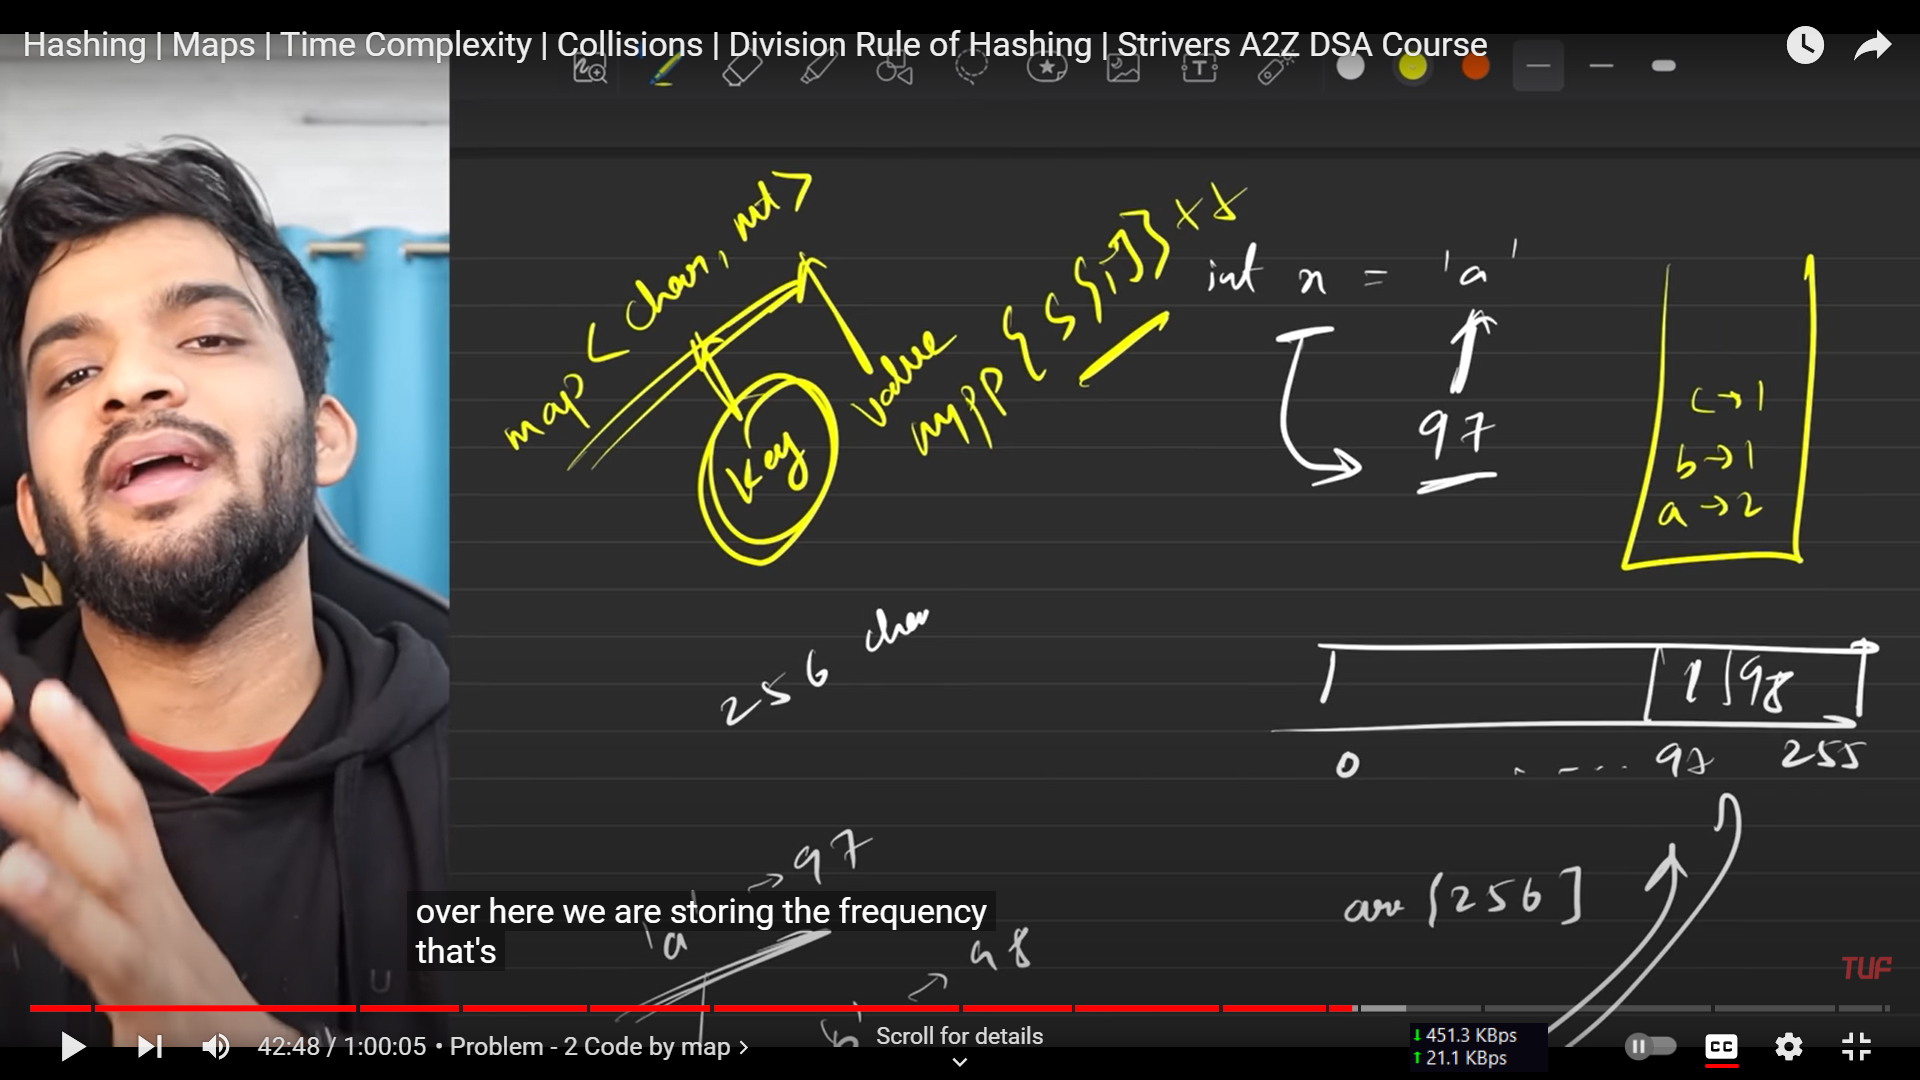 Hashing | Maps | Time Complexity | Collisions | Division Rule of Hashing | Strivers A2Z DSA Course
map < char, int >
key
value
mpp { s [i] } ++
int x = 'a'
97
c → 1
b → 1
a → 2
256 char
1 | 98
0 .... 97 255
'a' → 97
→ 98
arr [256]
over here we are storing the frequency
that's
TUF
42:48 / 1:00:05 • Problem - 2 Code by map >
Scroll for details
↓ 451.3 KBps
↑ 21.1 KBps
CC